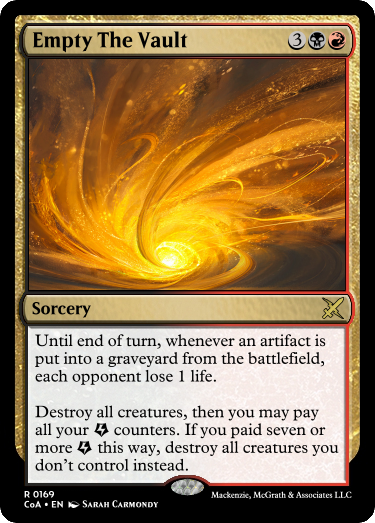 Empty The Vault 3
Sorcery
Until end of turn, whenever an artifact is
put into a graveyard from the battlefield,
each opponent lose 1 life.
Destroy all creatures, then you may pay
all your counters. If you paid seven or
more this way, destroy all creatures you
don't control instead.
R 0169
CoA • EN Sarah Carmondy
Mackenzie, McGrath & Associates LLC